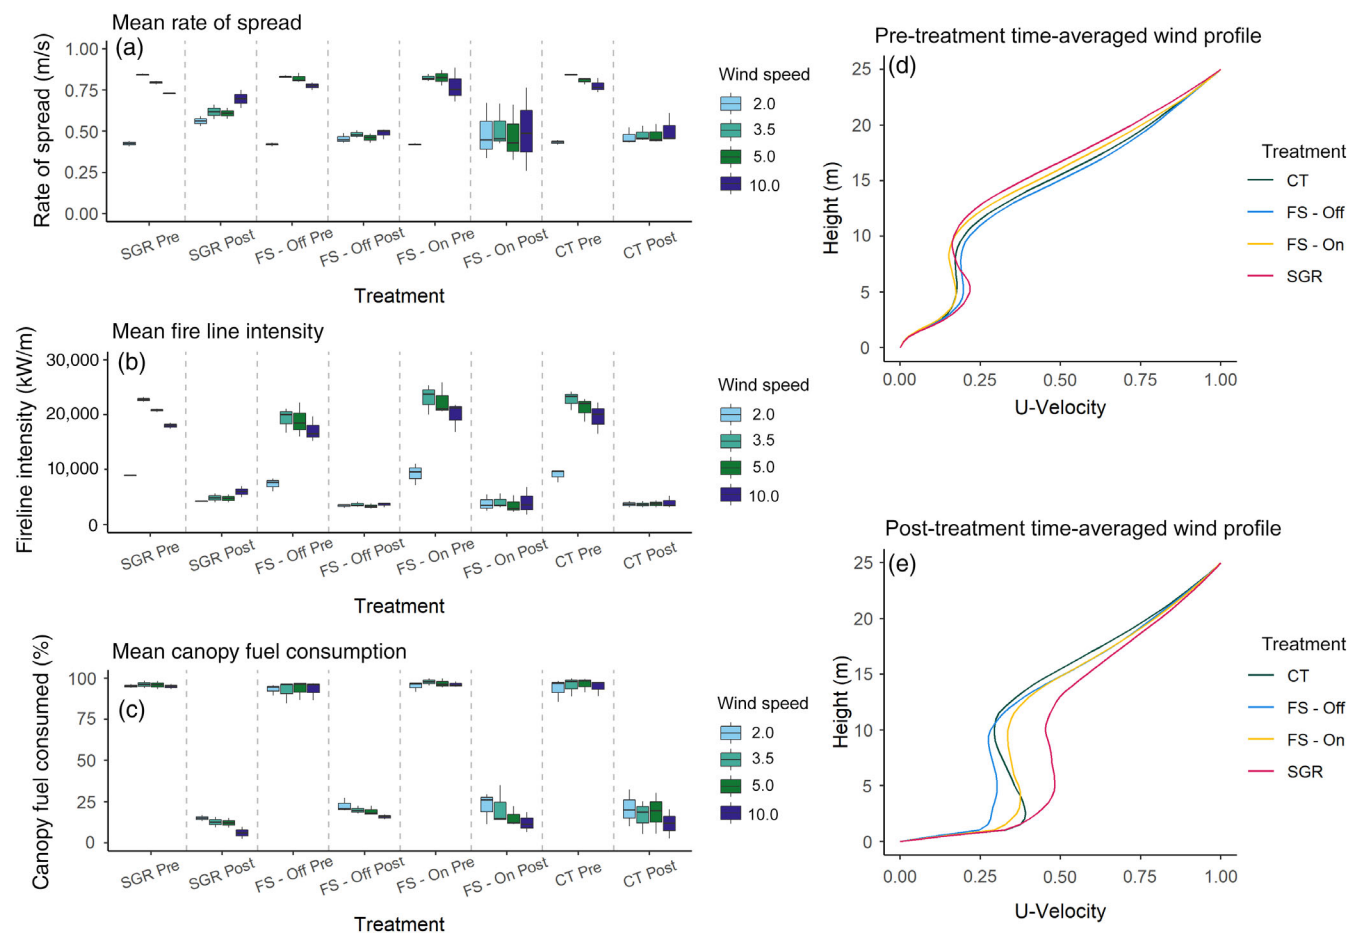 Mean rate of spread
(a)
Rate of spread (m/s)
1.00
0.75
0.50
0.25
0.00
SGR Pre
SGR Post
FS - Off Pre
FS - Off Post
FS - On Pre
FS - On Post
CT Pre
CT Post
Treatment
Wind speed
2.0
3.5
5.0
10.0
Mean fire line intensity
(b)
Fireline intensity (kW/m)
30,000
20,000
10,000
0
SGR Pre
SGR Post
FS - Off Pre
FS - Off Post
FS - On Pre
FS - On Post
CT Pre
CT Post
Treatment
Wind speed
2.0
3.5
5.0
10.0
Mean canopy fuel consumption
(c)
Canopy fuel consumed (%)
100
75
50
25
0
SGR Pre
SGR Post
FS - Off Pre
FS - Off Post
FS - On Pre
FS - On Post
CT Pre
CT Post
Treatment
Wind speed
2.0
3.5
5.0
10.0
Pre-treatment time-averaged wind profile
(d)
Height (m)
25
20
15
10
5
0
0.00
0.25
0.50
0.75
1.00
U-Velocity
Treatment
CT
FS - Off
FS - On
SGR
Post-treatment time-averaged wind profile
(e)
Height (m)
25
20
15
10
5
0
0.00
0.25
0.50
0.75
1.00
U-Velocity
Treatment
CT
FS - Off
FS - On
SGR